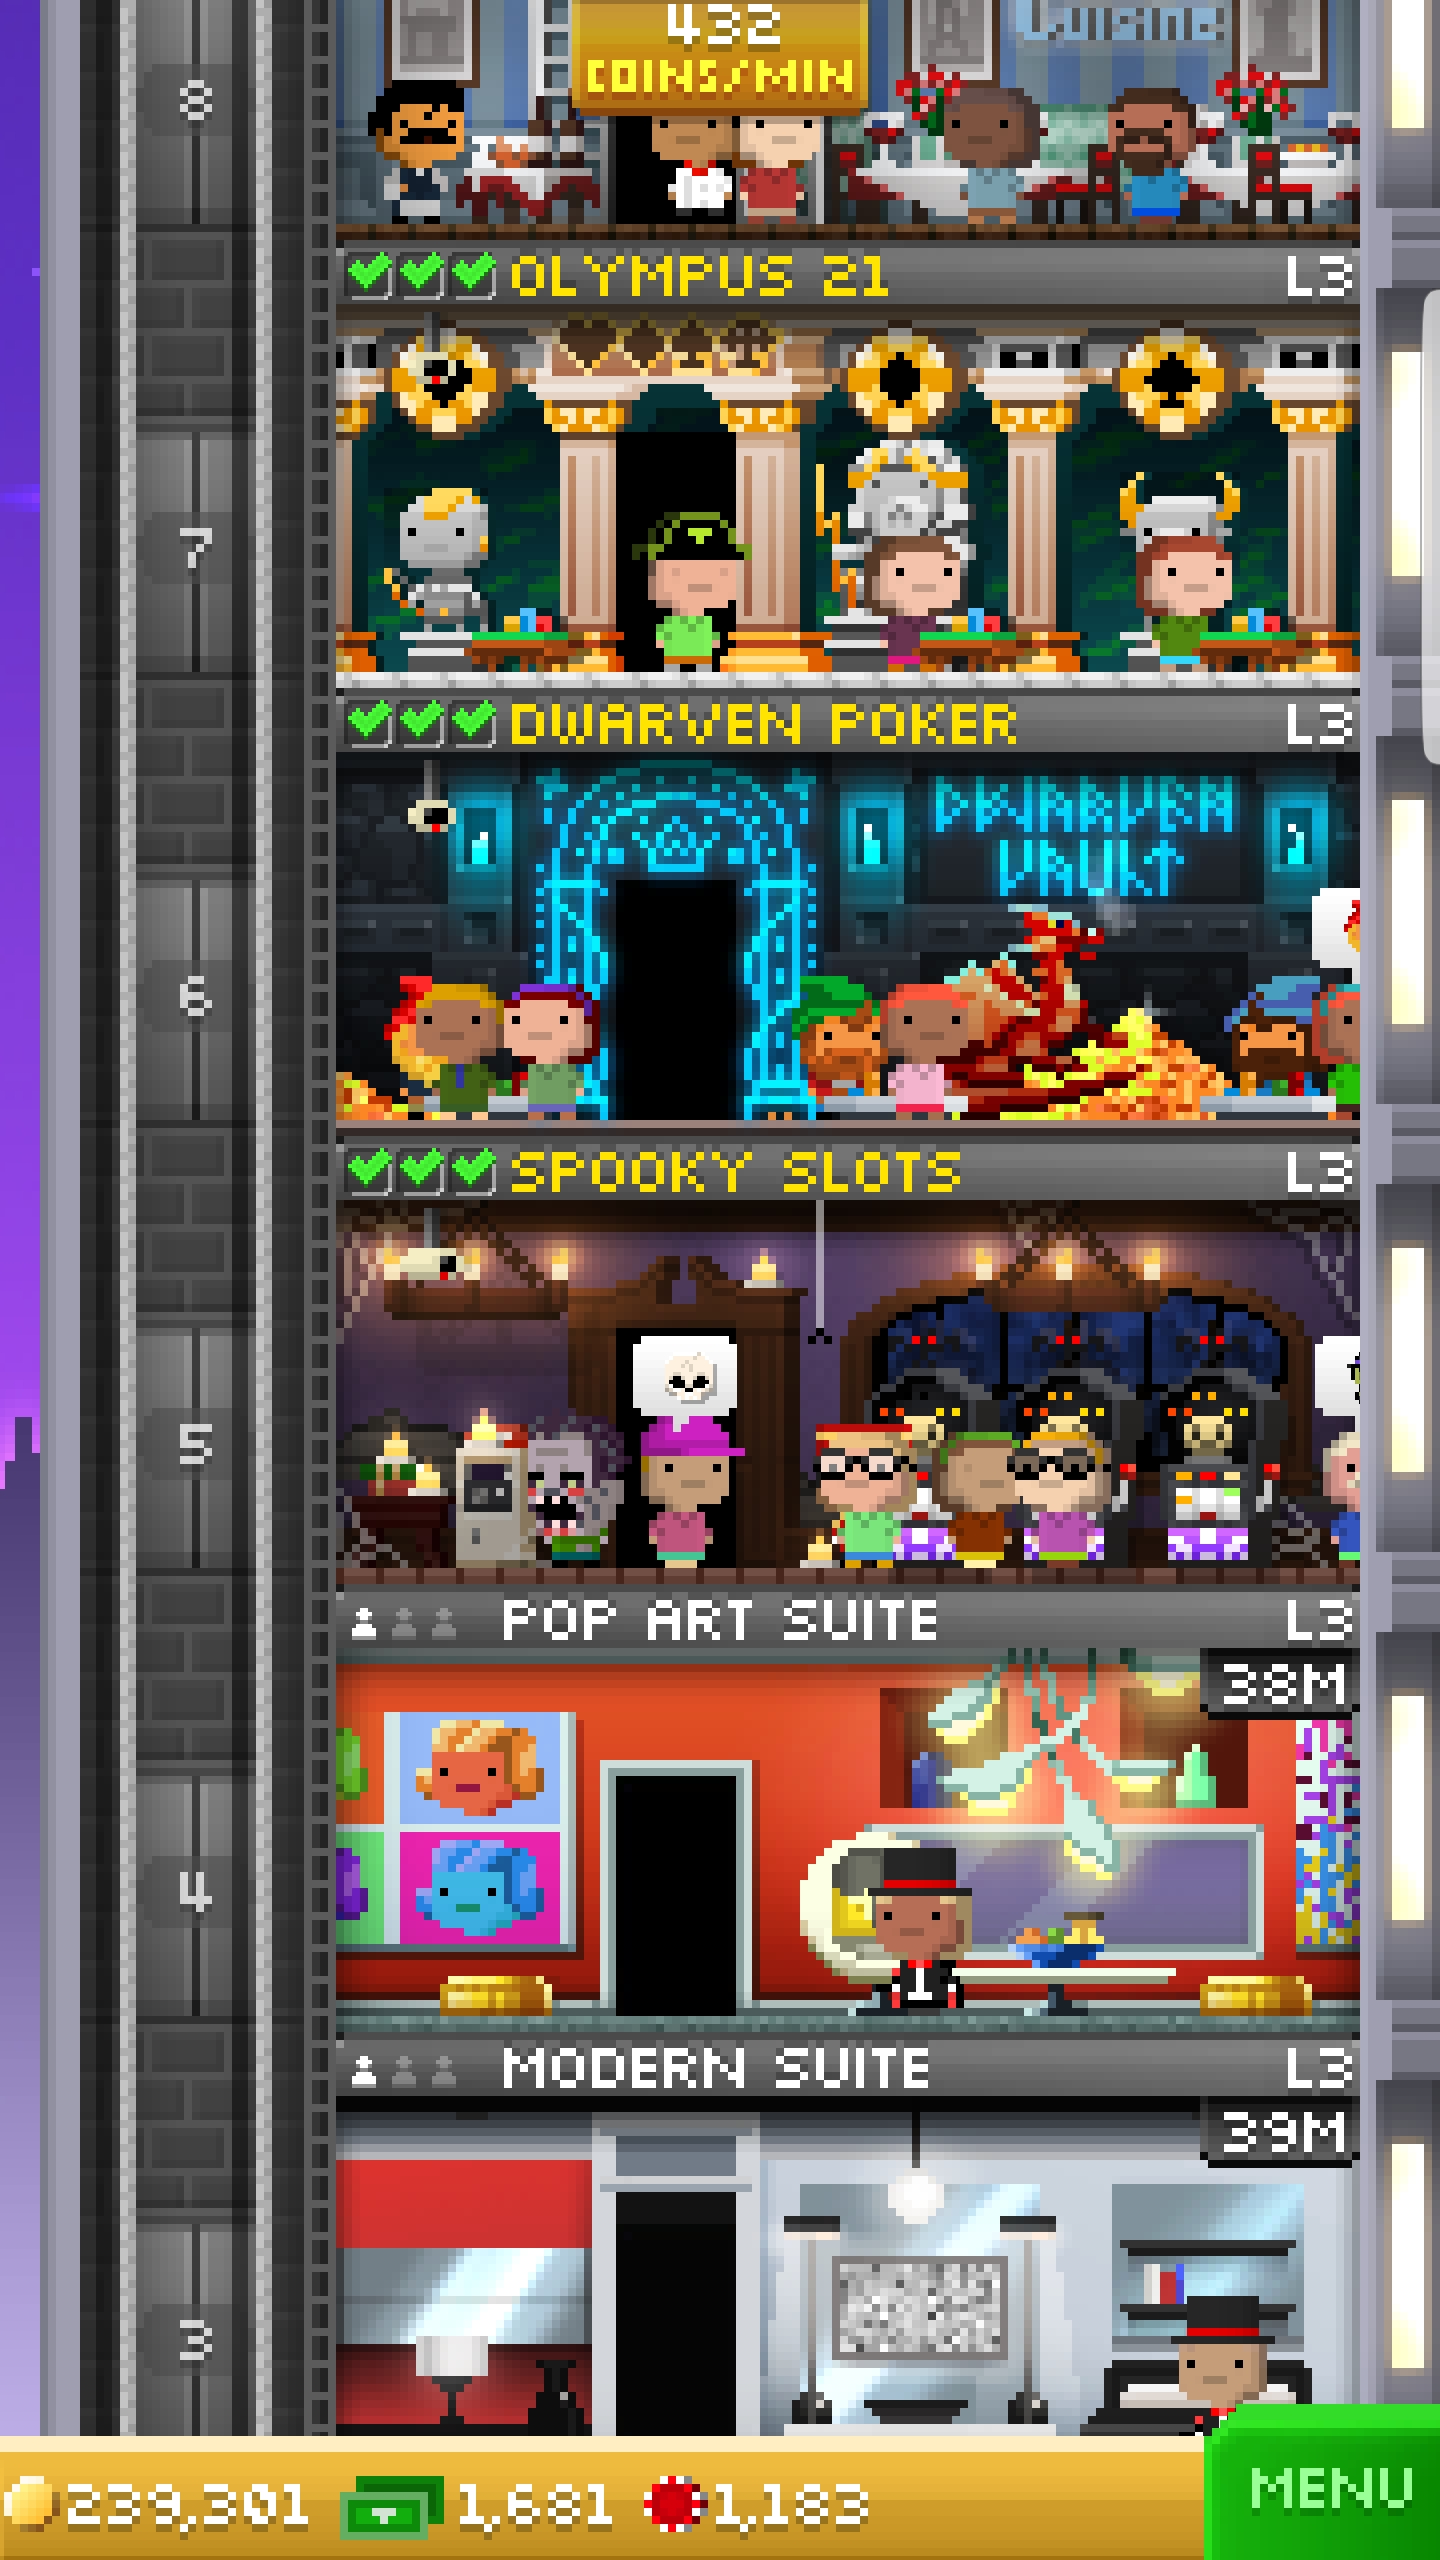 432
COINS/MIN
Cuisine
8
OLYMPUS 21 L3
7
DWARVEN POKER L3
DWARVEN
VAULT
6
SPOOKY SLOTS L3
5
POP ART SUITE L3
38M
4
MODERN SUITE L3
39M
3
239,301 1,681 1,183
MENU